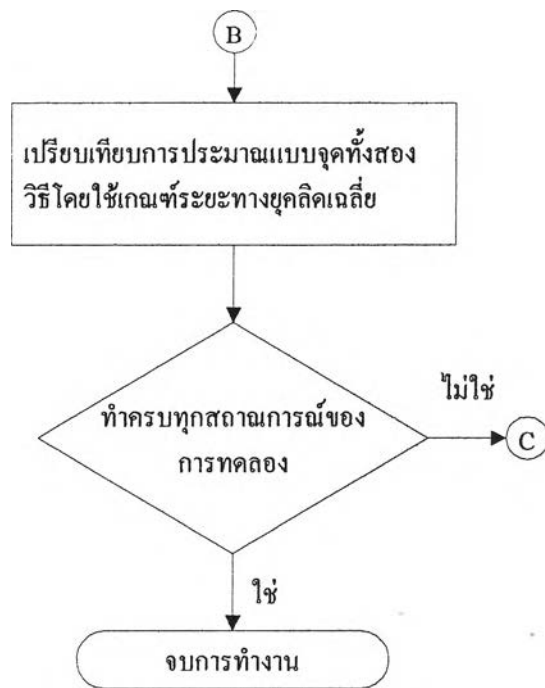 B
เปรียบเทียบการประมาณแบบจุดทั้งสอง
วิธีโดยใช้เกณฑ์ระยะทางยุคลิดเฉลี่ย
ไม่ใช่
ทำครบทุกสถานการณ์ของ
การทดลอง
C
ใช่
จบการทำงาน